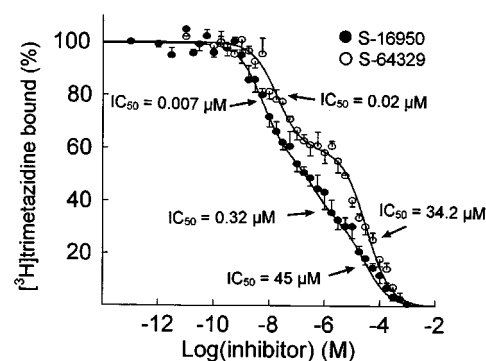 ● S-16950
○ S-64329
[³H]trimetazidine bound (%)
100
80
60
40
20
IC₅₀ = 0.007 μM
IC₅₀ = 0.02 μM
IC₅₀ = 0.32 μM
IC₅₀ = 34.2 μM
IC₅₀ = 45 μM
-12 -10 -8 -6 -4 -2
Log(inhibitor) (M)